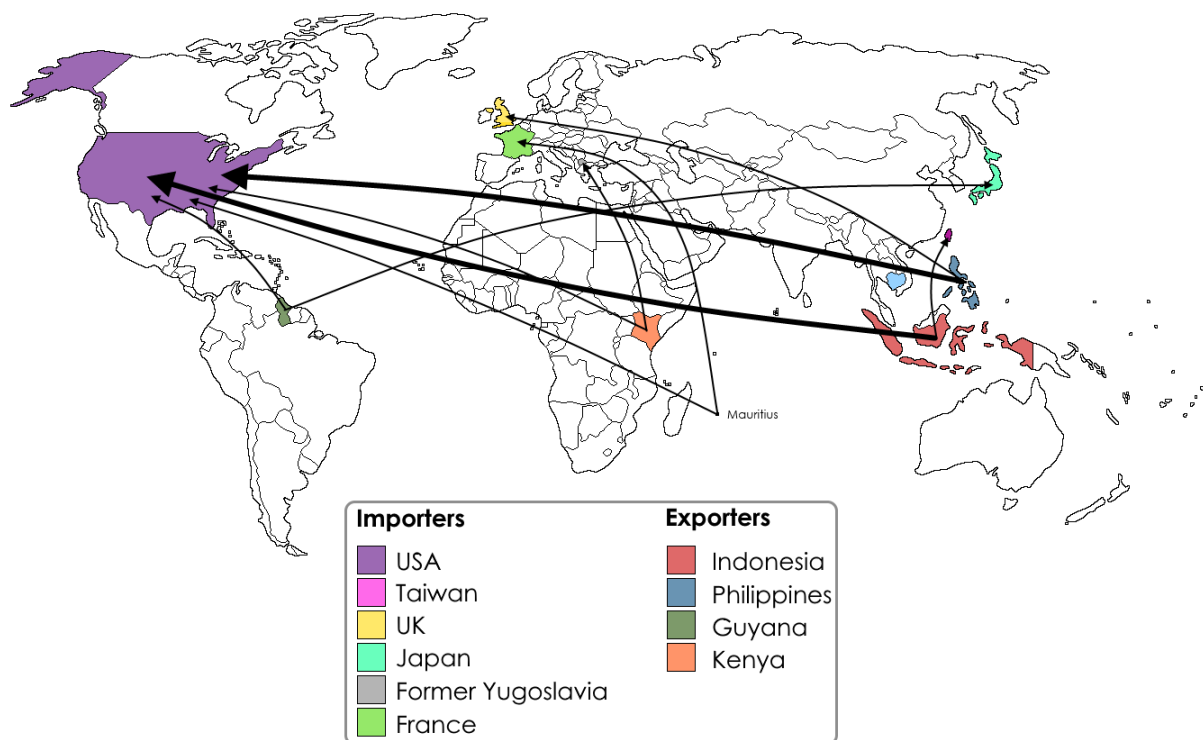 Mauritius
Importers
USA
Taiwan
UK
Japan
Former Yugoslavia
France
Exporters
Indonesia
Philippines
Guyana
Kenya